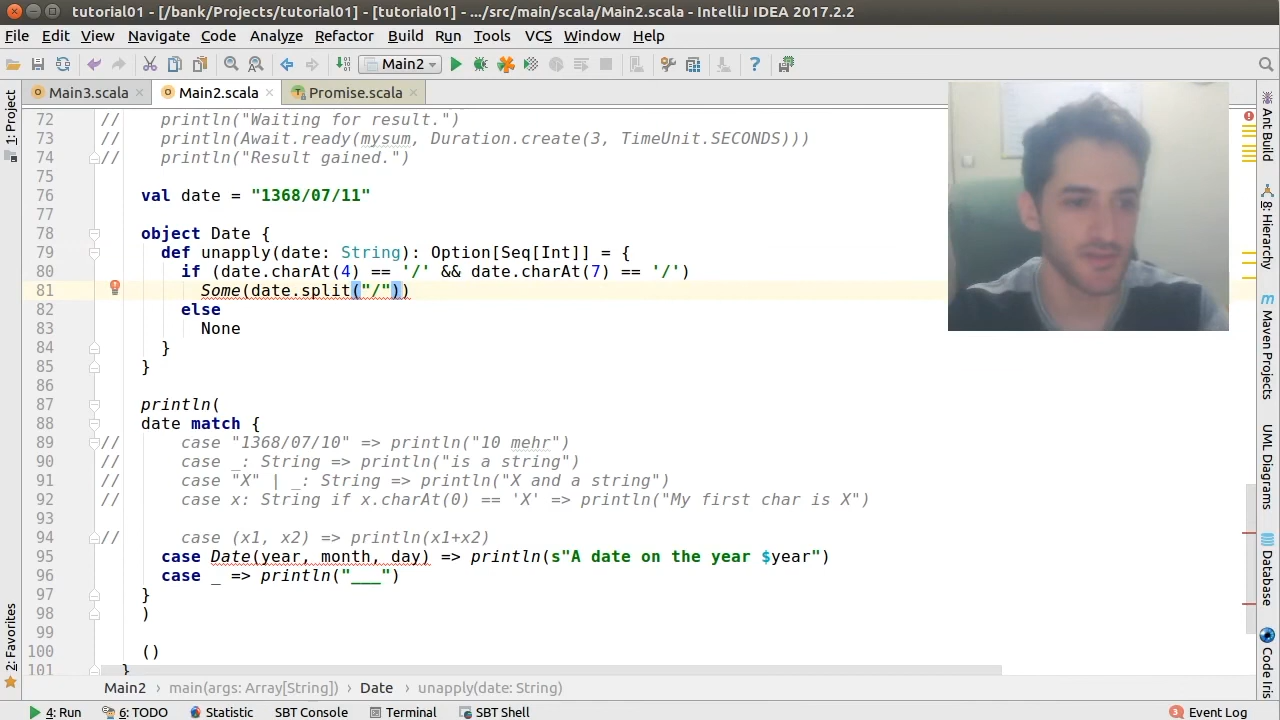 tutorial01 - [/bank/Projects/tutorial01] - [tutorial01] - .../src/main/scala/Main2.scala - IntelliJ IDEA 2017.2.2
File Edit View Navigate Code Analyze Refactor Build Run Tools VCS Window Help
Main2
Main3.scala Main2.scala Promise.scala
1: Project
72 // println("Waiting for result.")
73 // println(Await.ready(mysum, Duration.create(3, TimeUnit.SECONDS)))
74 // println("Result gained.")
75
76 val date = "1368/07/11"
77
78 object Date {
79 def unapply(date: String): Option[Seq[Int]] = {
80 if (date.charAt(4) == '/' && date.charAt(7) == '/')
81 Some(date.split("/"))
82 else
83 None
84 }
85 }
86
87 println(
88 date match {
89 // case "1368/07/10" => println("10 mehr")
90 // case _: String => println("is a string")
91 // case "X" | _: String => println("X and a string")
92 // case x: String if x.charAt(0) == 'X' => println("My first char is X")
93
94 // case (x1, x2) => println(x1+x2)
95 case Date(year, month, day) => println(s"A date on the year $year")
96 case _ => println("___")
97 }
98 )
99
100 ()
101 }
2: Favorites
Ant Build
8: Hierarchy
Maven Projects
UML Diagrams
Database
Code Iris
Main2 › main(args: Array[String]) › Date › unapply(date: String)
4: Run 6: TODO Statistic SBT Console Terminal SBT Shell 3 Event Log